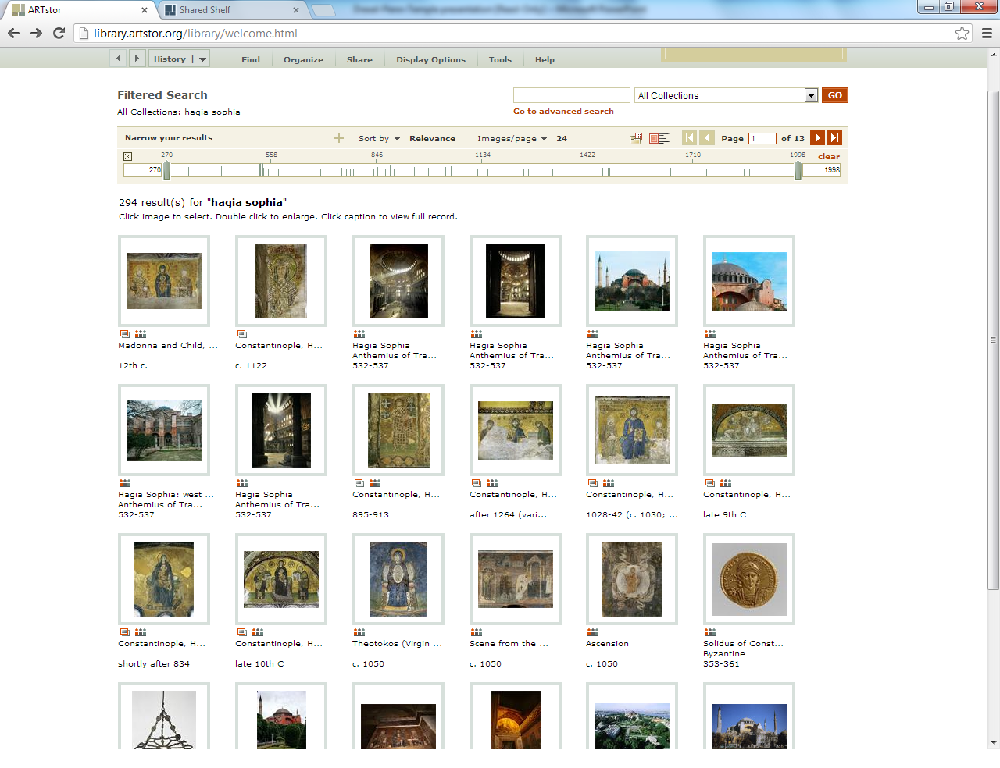 ARTstor
Shared Shelf
library.artstor.org/library/welcome.html
History | Find Organize Share Display Options Tools Help
Filtered Search
All Collections: hagia sophia
All Collections GO
Go to advanced search
Narrow your results + Sort by Relevance Images/page 24 Page 1 of 13
270 558 846 1134 1422 1710 1998 clear
270 1998
294 result(s) for "hagia sophia"
Click image to select. Double click to enlarge. Click caption to view full record.
Madonna and Child, ...
12th c.
Constantinople, H...
c. 1122
Hagia Sophia
Anthemius of Tra...
532-537
Hagia Sophia
Anthemius of Tra...
532-537
Hagia Sophia
Anthemius of Tra...
532-537
Hagia Sophia
Anthemius of Tra...
532-537
Hagia Sophia: west ...
Anthemius of Tra...
532-537
Hagia Sophia
Anthemius of Tra...
532-537
Constantinople, H...
895-913
Constantinople, H...
after 1264 (vari...
Constantinople, H...
1028-42 (c. 1030; ...
Constantinople, H...
late 9th C
Constantinople, H...
shortly after 834
Constantinople, H...
late 10th C
Theotokos (Virgin ...
c. 1050
Scene from the ...
c. 1050
Ascension
c. 1050
Solidus of Const...
Byzantine
353-361